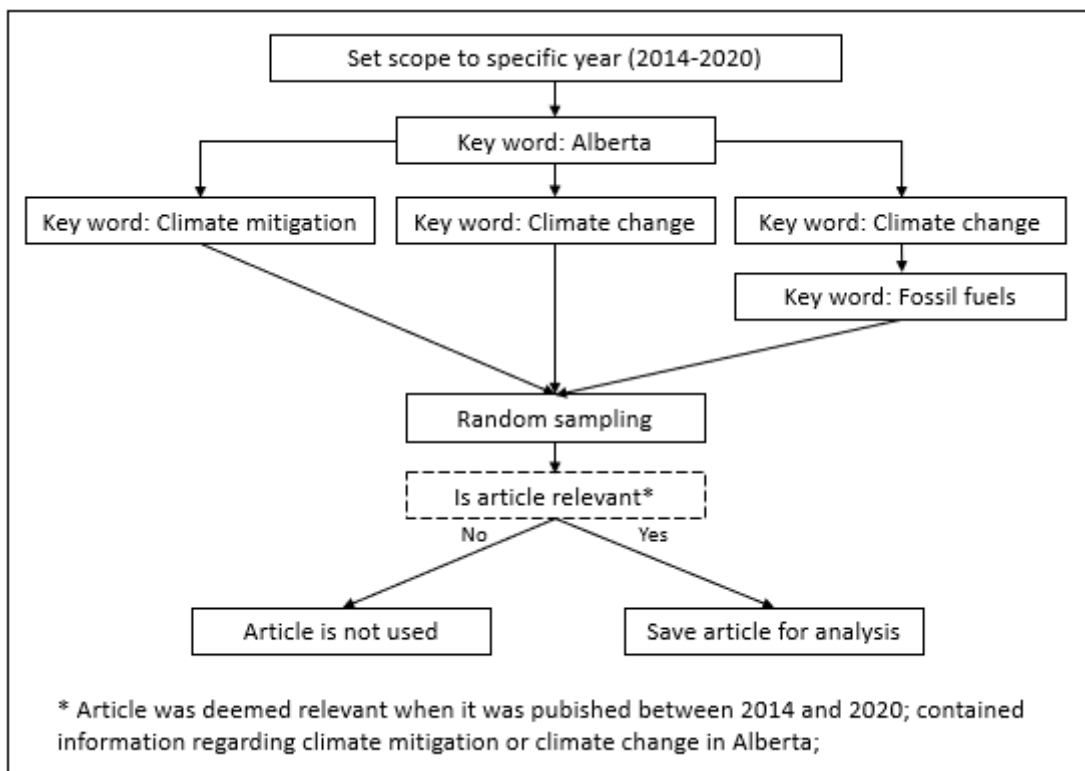 Set scope to specific year (2014-2020)
Key word: Alberta
Key word: Climate mitigation
Key word: Climate change
Key word: Climate change
Key word: Fossil fuels
Random sampling
Is article relevant*
No
Yes
Article is not used
Save article for analysis
* Article was deemed relevant when it was pubished between 2014 and 2020; contained
information regarding climate mitigation or climate change in Alberta;